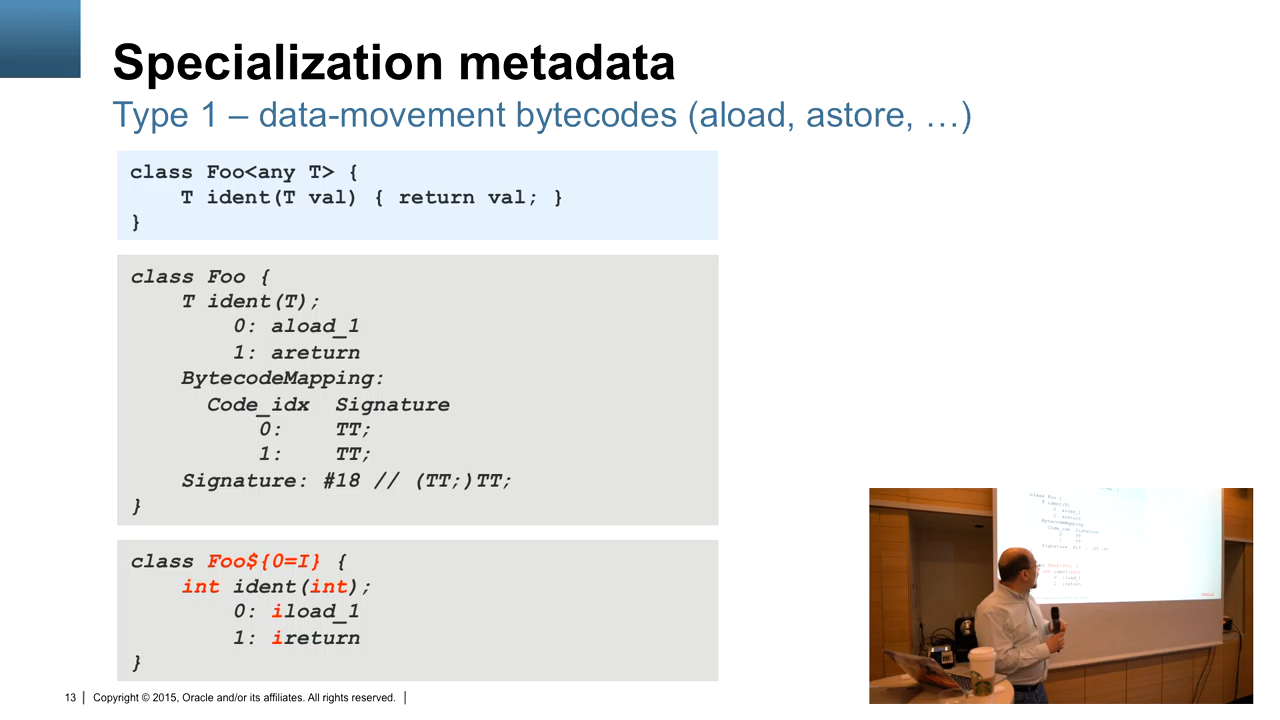 Specialization metadata
Type 1 – data-movement bytecodes (aload, astore, …)
class Foo<any T> {
    T ident(T val) { return val; }
}
class Foo {
    T ident(T);
        0: aload_1
        1: areturn
    BytecodeMapping:
      Code_idx  Signature
          0:    TT;
          1:    TT;
    Signature: #18 // (TT;)TT;
}
class Foo${0=I} {
    int ident(int);
        0: iload_1
        1: ireturn
}
13 | Copyright © 2015, Oracle and/or its affiliates. All rights reserved. |